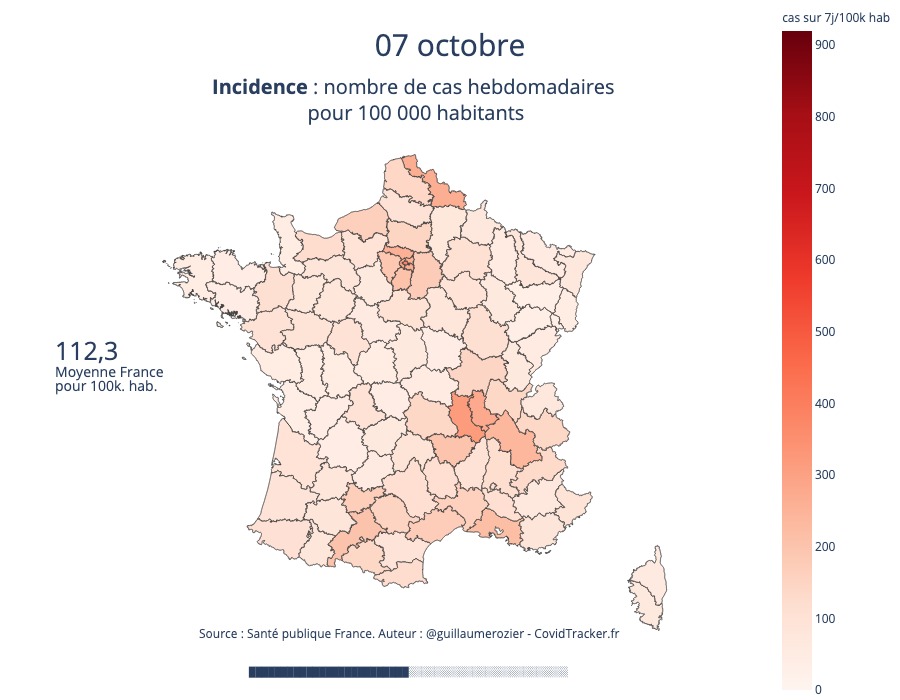 cas sur 7j/100k hab
07 octobre
Incidence : nombre de cas hebdomadaires
pour 100 000 habitants
900
800
700
600
500
400
300
200
100
0
112,3
Moyenne France
pour 100k. hab.
Source : Santé publique France. Auteur : @guillaumerozier - CovidTracker.fr